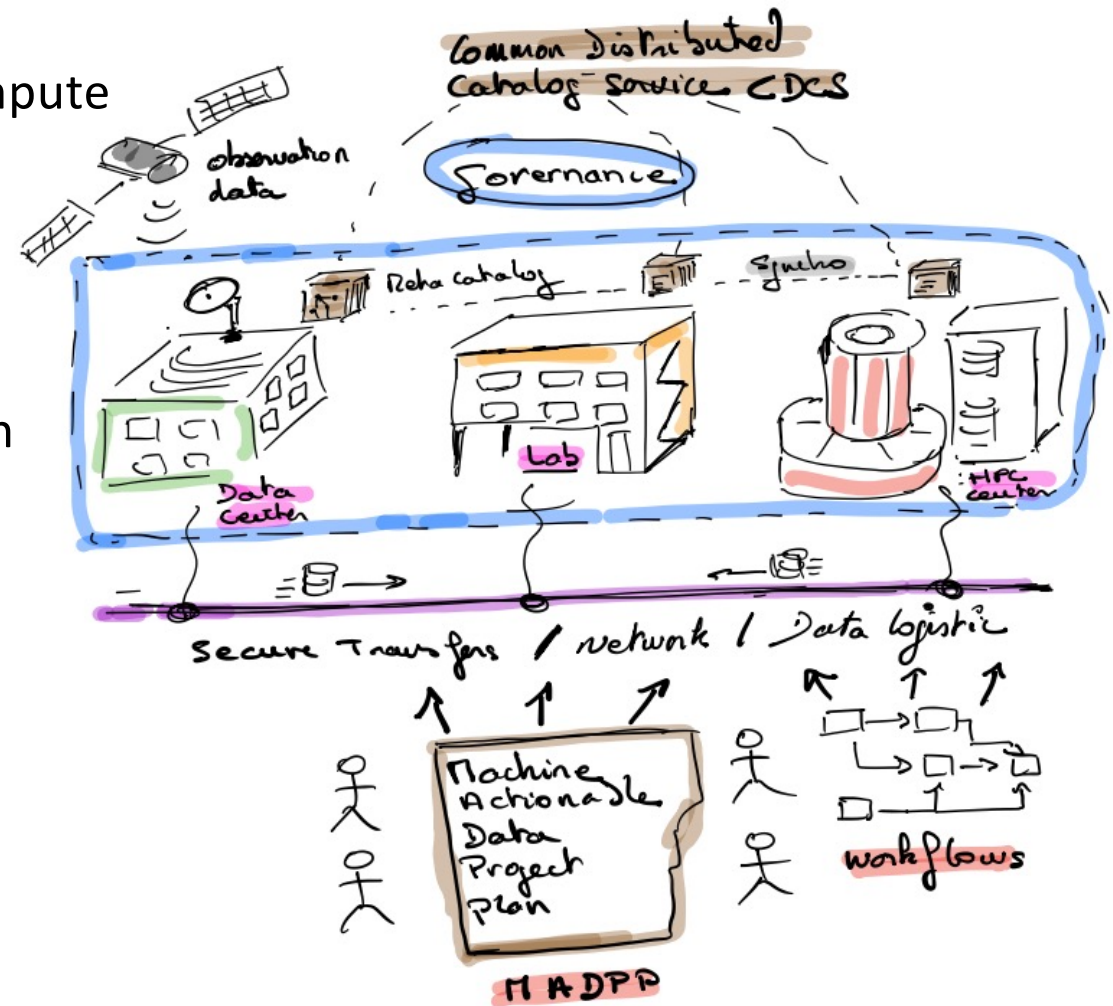 Common Distributed
Catalog Service CDCS
mpute
observation
data
Governance
Meta Catalog
Synchro
n
Lab
Data
Center
HPC
center
Secure Transfers / network / Data logistic
Machine
Actionable
Data
Project
Plan
workflows
MADPP